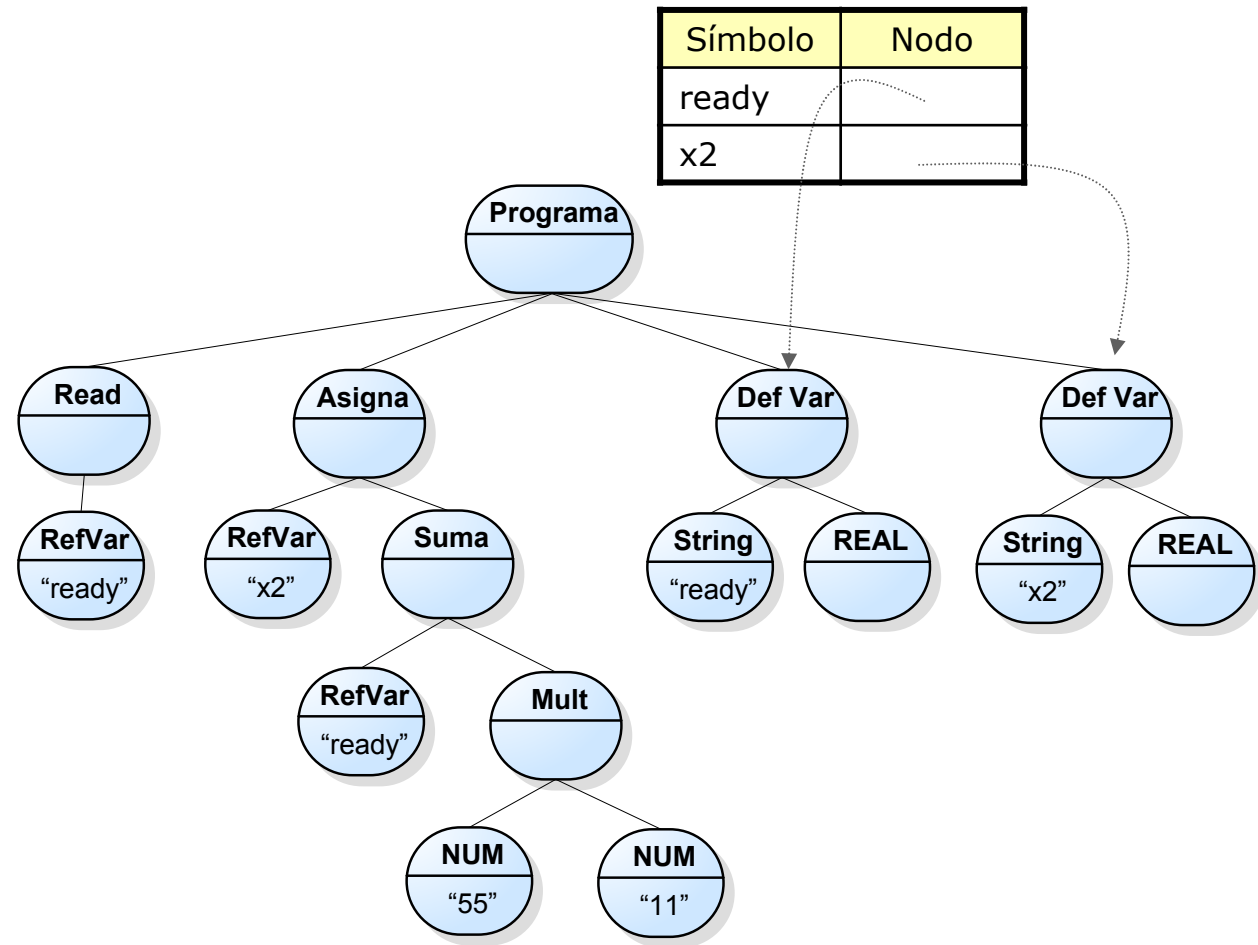 Símbolo Nodo
ready
x2
Programa
Read Asigna Def Var Def Var
RefVar RefVar Suma String REAL String REAL
“ready” “x2” “ready” “x2”
RefVar Mult
“ready”
NUM NUM
“55” “11”